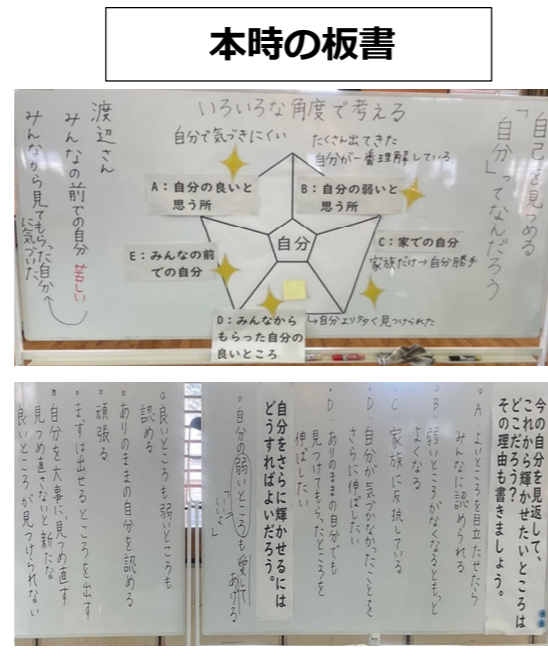 本時の板書
自己を見つめる
「自分」ってなんだろう
いろいろな角度で考える
自分で気づきにくい
たくさん出てきた
自分が一番理解している。
A:自分の良いと
思う所
B:自分の弱いと
思う所
C:家での自分
家族だけ→自分勝手
自分
E:みんなの前
での自分
D:みんなから
もらった自分の
良いところ
→自分より多く見つけられた
渡辺さん
みんなの前での自分 苦しい
みんなから見てもらった自分
に気づいた
今の自分を見返して、
これから輝かせたいところは
どこだろう?
その理由も書きましょう。
。A:よいところを目立たせたら
みんなに認められる
。B:弱いところがなくなるともっと
よくなる
。C:家族に反抗している
。D:自分が気づかなかったことを
さらに伸ばしたい
。D:ありのままの自分でも
見つけてもらったところを
伸ばしたい
自分をさらに輝かせるには
どうすればよいだろう。
。自分の弱いところも愛して
あげる
「いいよ」
。良いところも弱いところも
認める
。ありのままの自分を認める
。頑張る
。まずは出せるところを出す
。自分を大事に見つめ直す
見つめ直さないと新たな
良いところが見つけられない